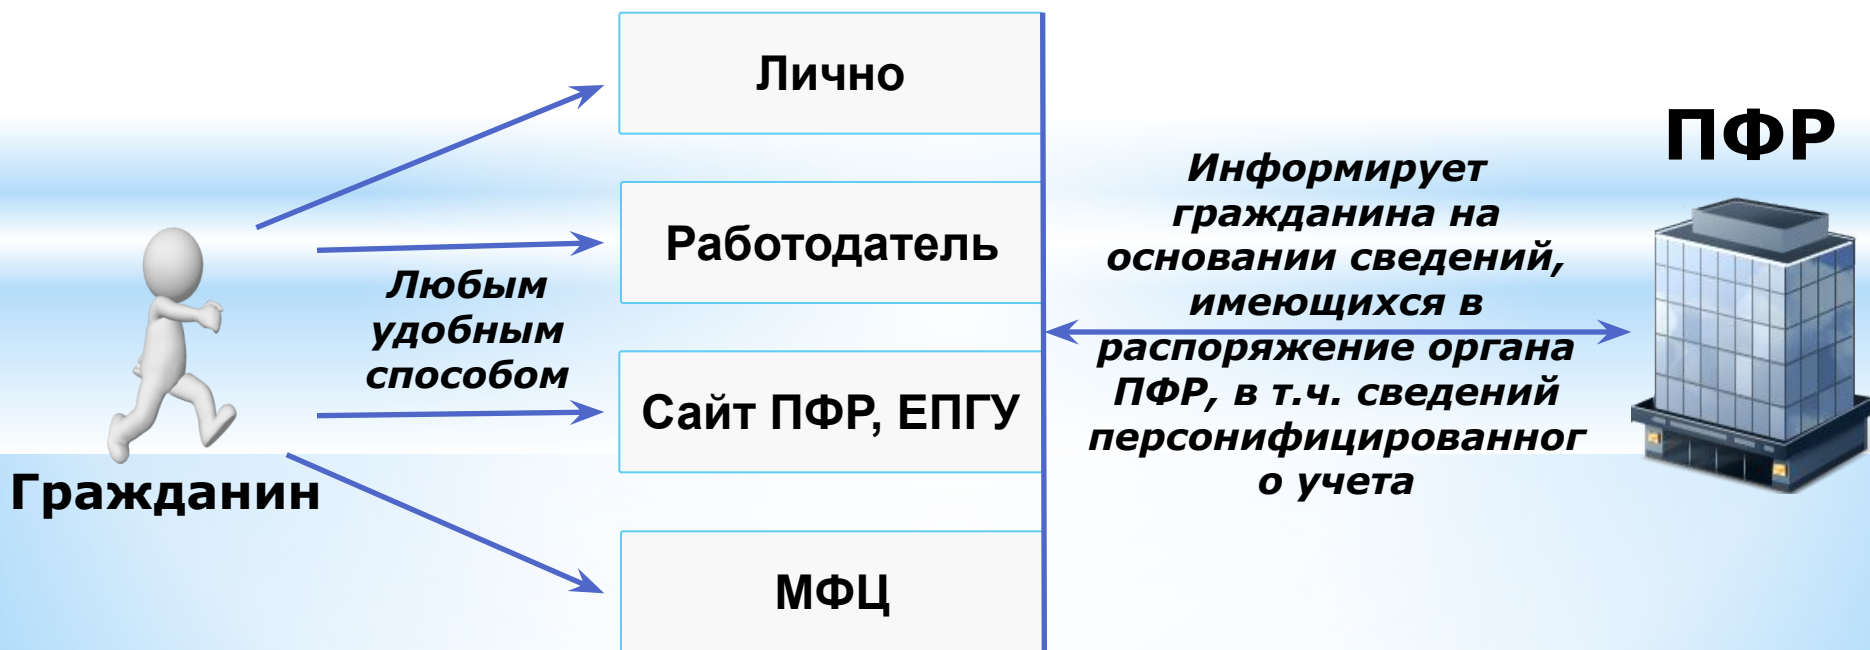 Гражданин
Любым
удобным
способом
Лично
Работодатель
Сайт ПФР, ЕПГУ
МФЦ
Информирует
гражданина на
основании сведений,
имеющихся в
распоряжение органа
ПФР, в т.ч. сведений
персонифицированног
о учета
ПФР